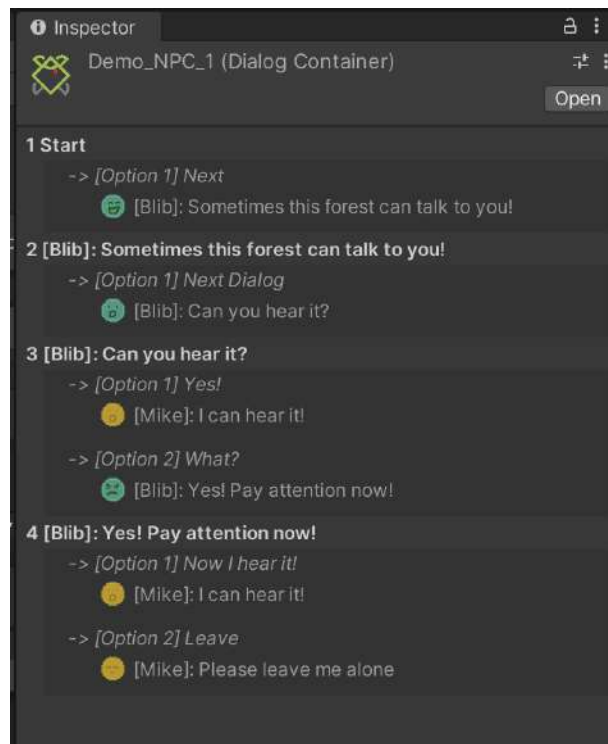 Inspector
Demo_NPC_1 (Dialog Container)
Open
1 Start
-> [Option 1] Next
[Blib]: Sometimes this forest can talk to you!
2 [Blib]: Sometimes this forest can talk to you!
-> [Option 1] Next Dialog
[Blib]: Can you hear it?
3 [Blib]: Can you hear it?
-> [Option 1] Yes!
[Mike]: I can hear it!
-> [Option 2] What?
[Blib]: Yes! Pay attention now!
4 [Blib]: Yes! Pay attention now!
-> [Option 1] Now I hear it!
[Mike]: I can hear it!
-> [Option 2] Leave
[Mike]: Please leave me alone